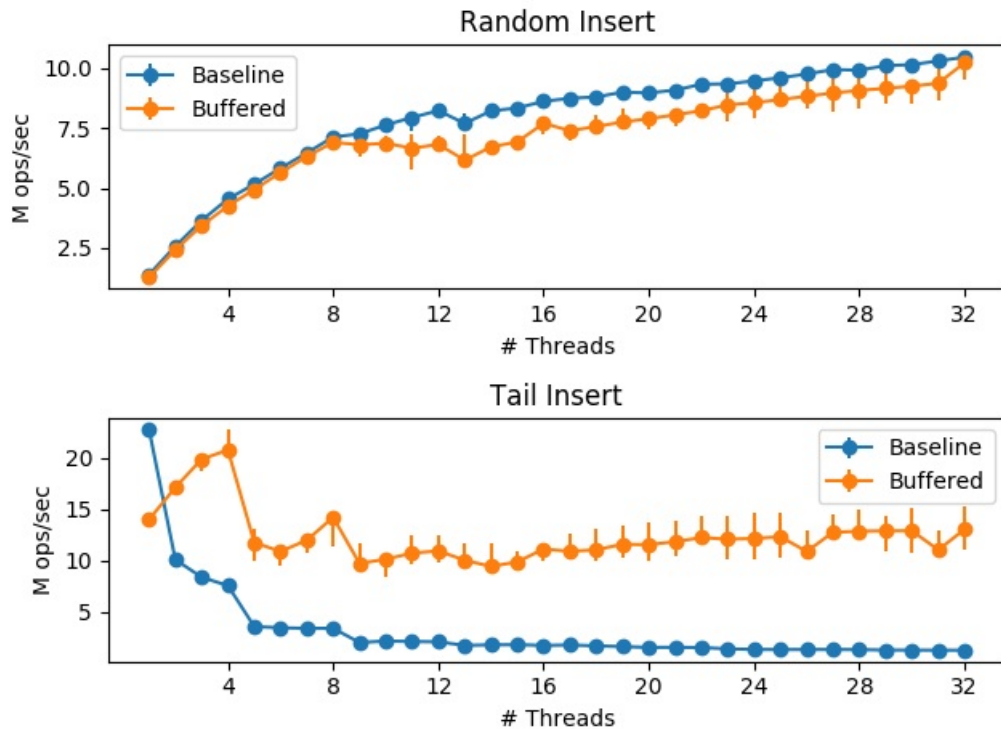 Random Insert
M ops/sec
10.0
7.5
5.0
2.5
Baseline
Buffered
4 8 12 16 20 24 28 32
# Threads
Tail Insert
M ops/sec
20
15
10
5
Baseline
Buffered
4 8 12 16 20 24 28 32
# Threads